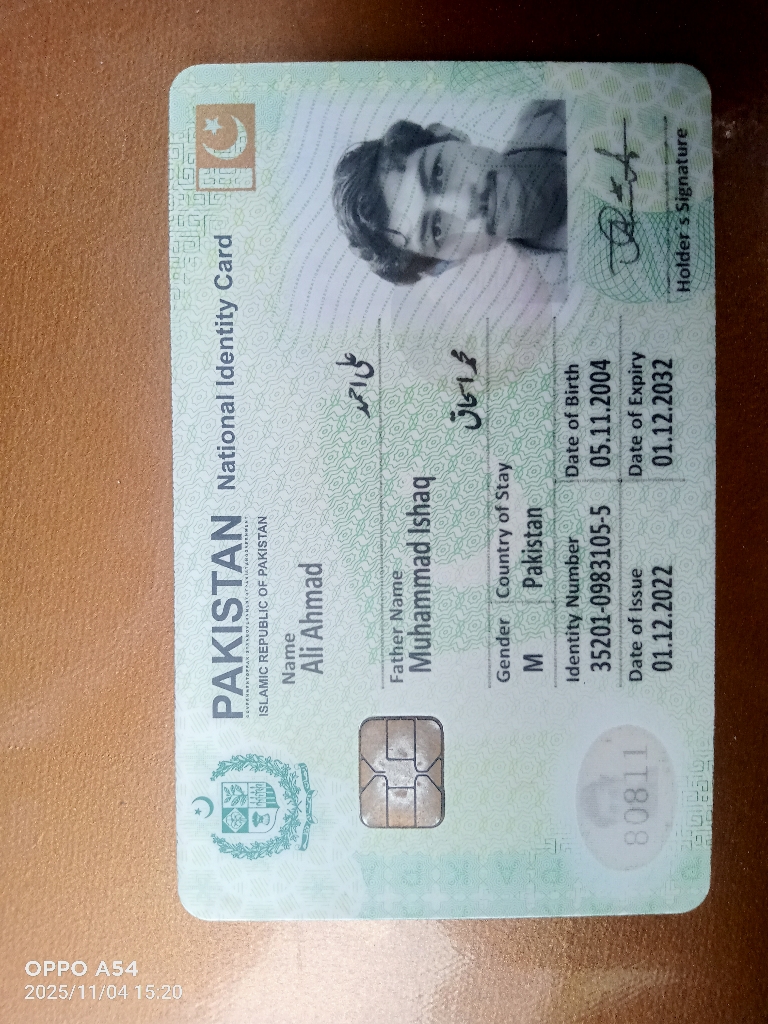 PAKISTAN National Identity Card
ISLAMIC REPUBLIC OF PAKISTAN
Name
Ali Ahmad
علی احمد
Father Name
Muhammad Ishaq
محمد اسحاق
Gender Country of Stay
M Pakistan
Identity Number Date of Birth
35201-0983105-5 05.11.2004
Date of Issue Date of Expiry
01.12.2022 01.12.2032
Holder's Signature
80811
OPPO A54
2025/11/04 15:20